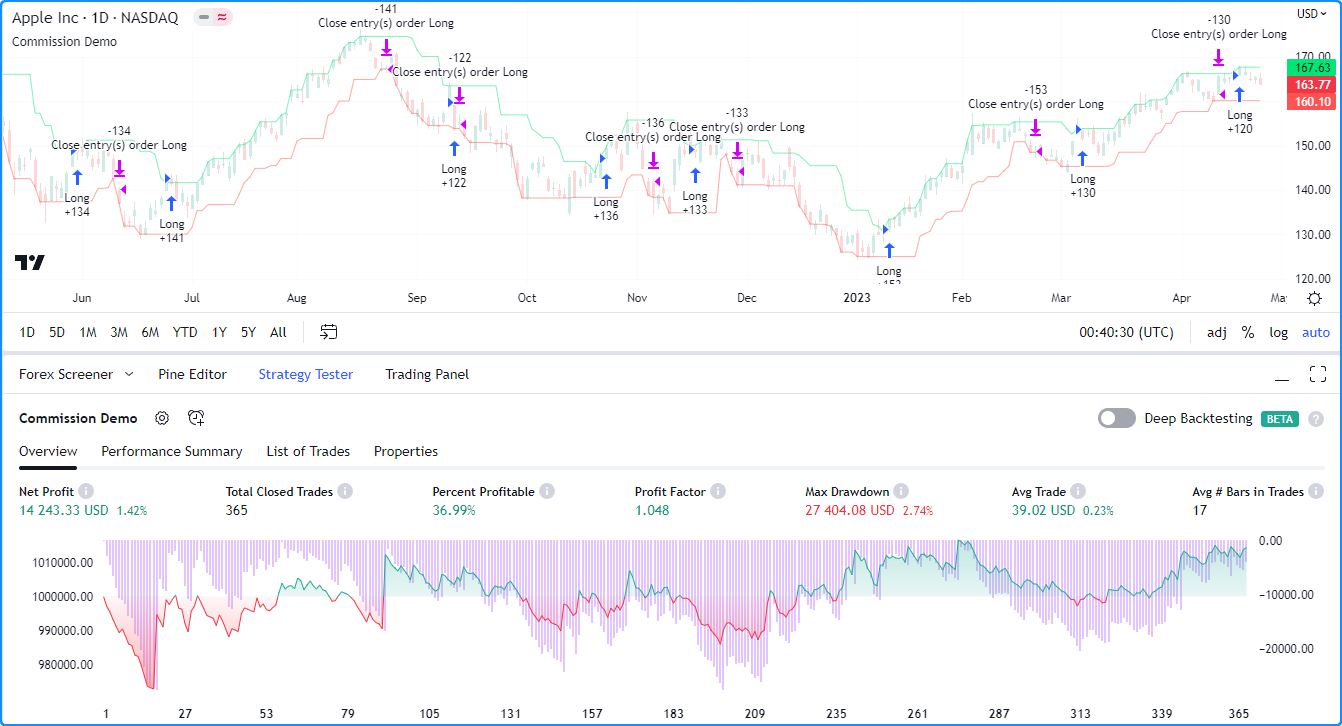 Apple Inc · 1D · NASDAQ
Commission Demo
USD
-141
Close entry(s) order Long
-130
Close entry(s) order Long
170.00
167.63
163.77
160.10
150.00
140.00
130.00
120.00
-122
Close entry(s) order Long
-134
Close entry(s) order Long
-136
Close entry(s) order Long
-133
Close entry(s) order Long
-153
Close entry(s) order Long
Long
+134
Long
+141
Long
+122
Long
+136
Long
+133
Long
+153
Long
+130
Long
+120
Jun Jul Aug Sep Oct Nov Dec 2023 Feb Mar Apr
1D 5D 1M 3M 6M YTD 1Y 5Y All
00:40:30 (UTC) adj % log auto
Forex Screener Pine Editor Strategy Tester Trading Panel
Commission Demo
Deep Backtesting BETA ?
Overview Performance Summary List of Trades Properties
Net Profit Total Closed Trades Percent Profitable Profit Factor Max Drawdown Avg Trade Avg # Bars in Trades
14 243.33 USD 1.42% 365 36.99% 1.048 27 404.08 USD 2.74% 39.02 USD 0.23% 17
1010000.00
1000000.00
990000.00
980000.00
0.00
−10000.00
−20000.00
1 27 53 79 105 131 157 183 209 235 261 287 313 339 365